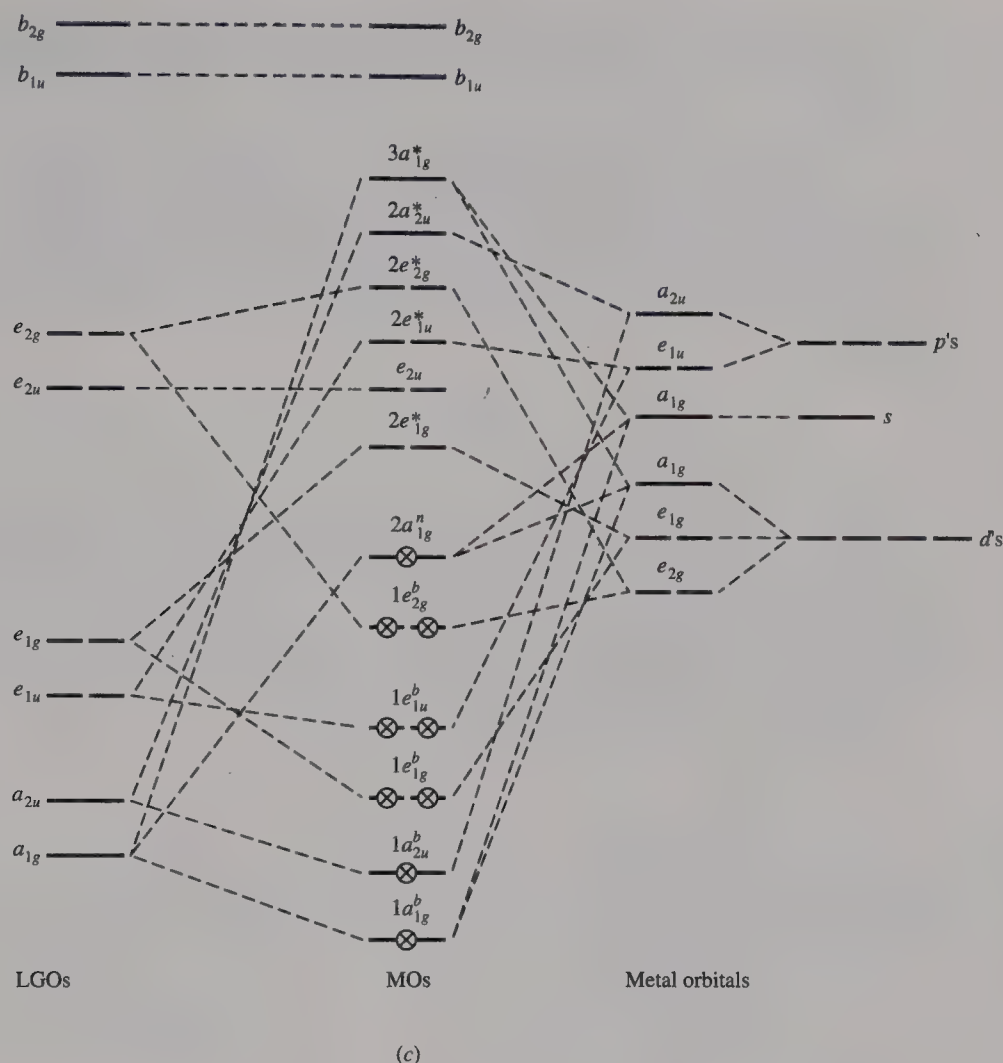 b₂g b₂g
b₁u b₁u
3a*₁g
2a*₂u
2e*₂g
a₂u
e₂g 2e*₁u p's
e₁u
e₂u e₂u
a₁g s
2e*₁g
a₁g
2aⁿ₁g e₁g d's
1eᵇ₂g e₂g
e₁g
e₁u 1eᵇ₁u
1eᵇ₁g
a₂u
1aᵇ₂u
a₁g
1aᵇ₁g
LGOs MOs Metal orbitals
(c)